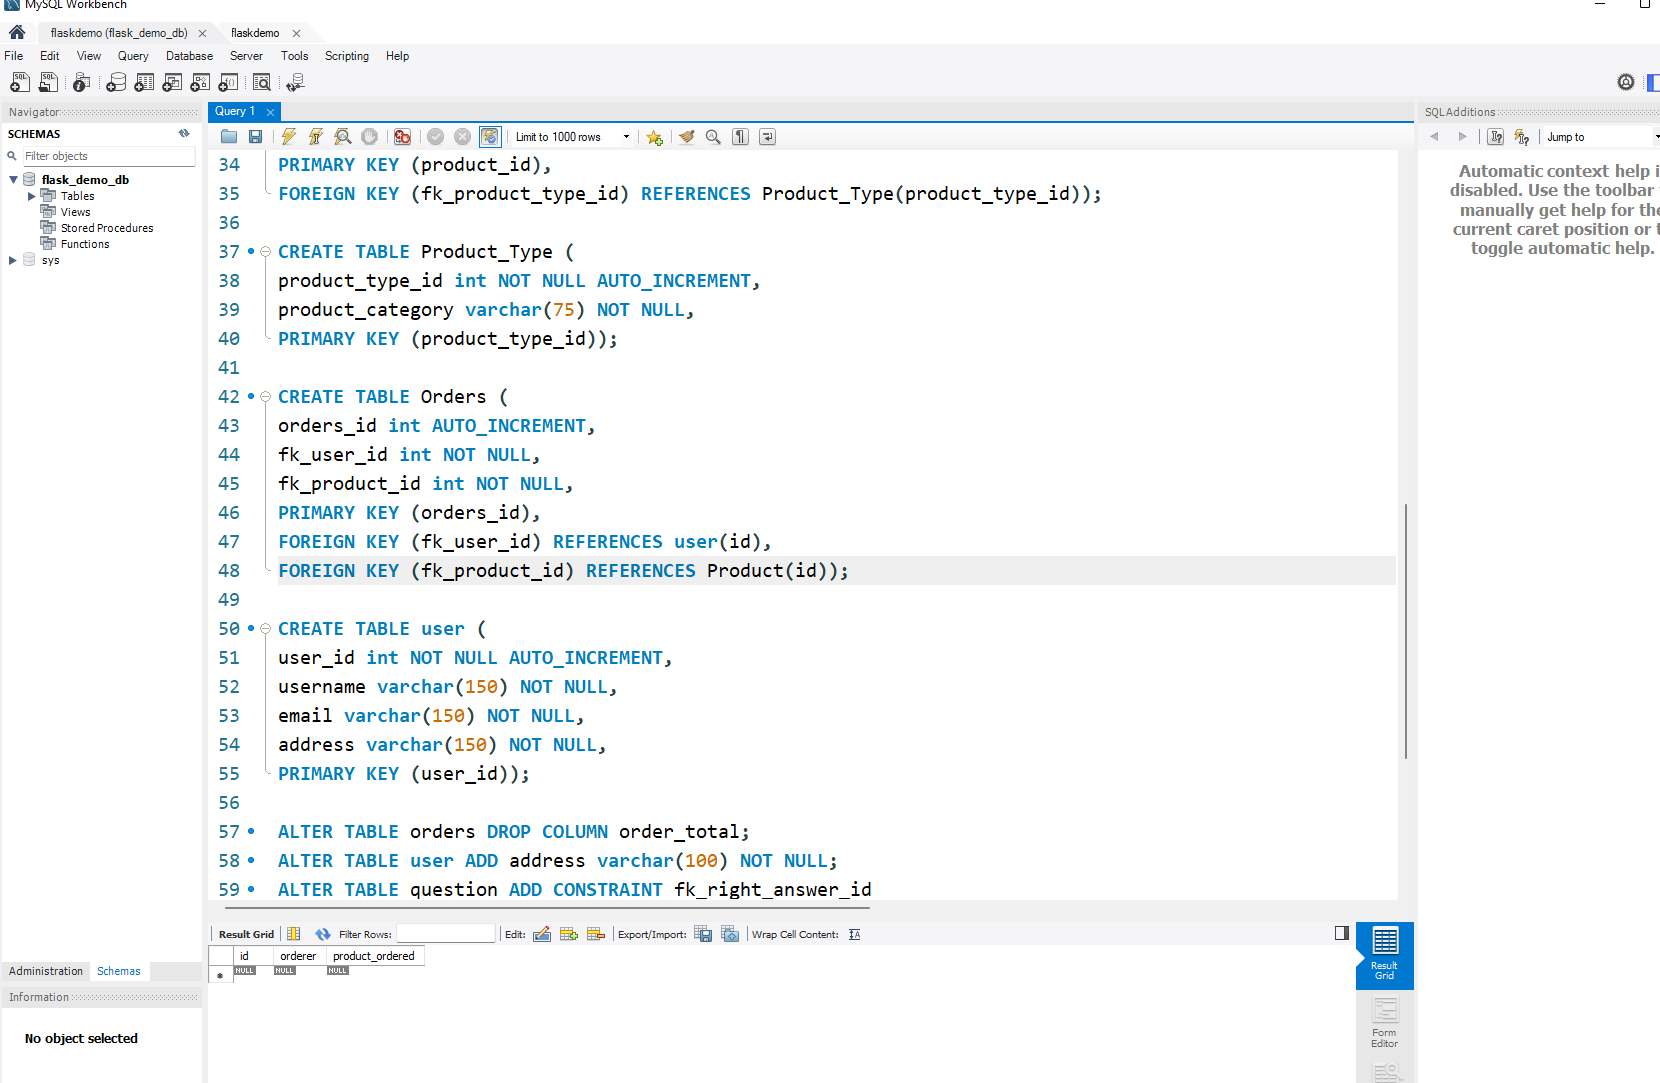 MySQL Workbench
flaskdemo (flask_demo_db)
flaskdemo
File Edit View Query Database Server Tools Scripting Help
Navigator
SCHEMAS
Filter objects
flask_demo_db
Tables
Views
Stored Procedures
Functions
sys
Query 1
Limit to 1000 rows
34 PRIMARY KEY (product_id),
35 FOREIGN KEY (fk_product_type_id) REFERENCES Product_Type(product_type_id));
36
37 CREATE TABLE Product_Type (
38 product_type_id int NOT NULL AUTO_INCREMENT,
39 product_category varchar(75) NOT NULL,
40 PRIMARY KEY (product_type_id));
41
42 CREATE TABLE Orders (
43 orders_id int AUTO_INCREMENT,
44 fk_user_id int NOT NULL,
45 fk_product_id int NOT NULL,
46 PRIMARY KEY (orders_id),
47 FOREIGN KEY (fk_user_id) REFERENCES user(id),
48 FOREIGN KEY (fk_product_id) REFERENCES Product(id));
49
50 CREATE TABLE user (
51 user_id int NOT NULL AUTO_INCREMENT,
52 username varchar(150) NOT NULL,
53 email varchar(150) NOT NULL,
54 address varchar(150) NOT NULL,
55 PRIMARY KEY (user_id));
56
57 ALTER TABLE orders DROP COLUMN order_total;
58 ALTER TABLE user ADD address varchar(100) NOT NULL;
59 ALTER TABLE question ADD CONSTRAINT fk_right_answer_id
SQLAdditions
Jump to
Automatic context help i
disabled. Use the toolbar
manually get help for the
current caret position or t
toggle automatic help.
Result Grid Filter Rows: Edit: Export/Import: Wrap Cell Content:
id orderer product_ordered
NULL NULL NULL
Result
Grid
Form
Editor
Administration Schemas
Information
No object selected